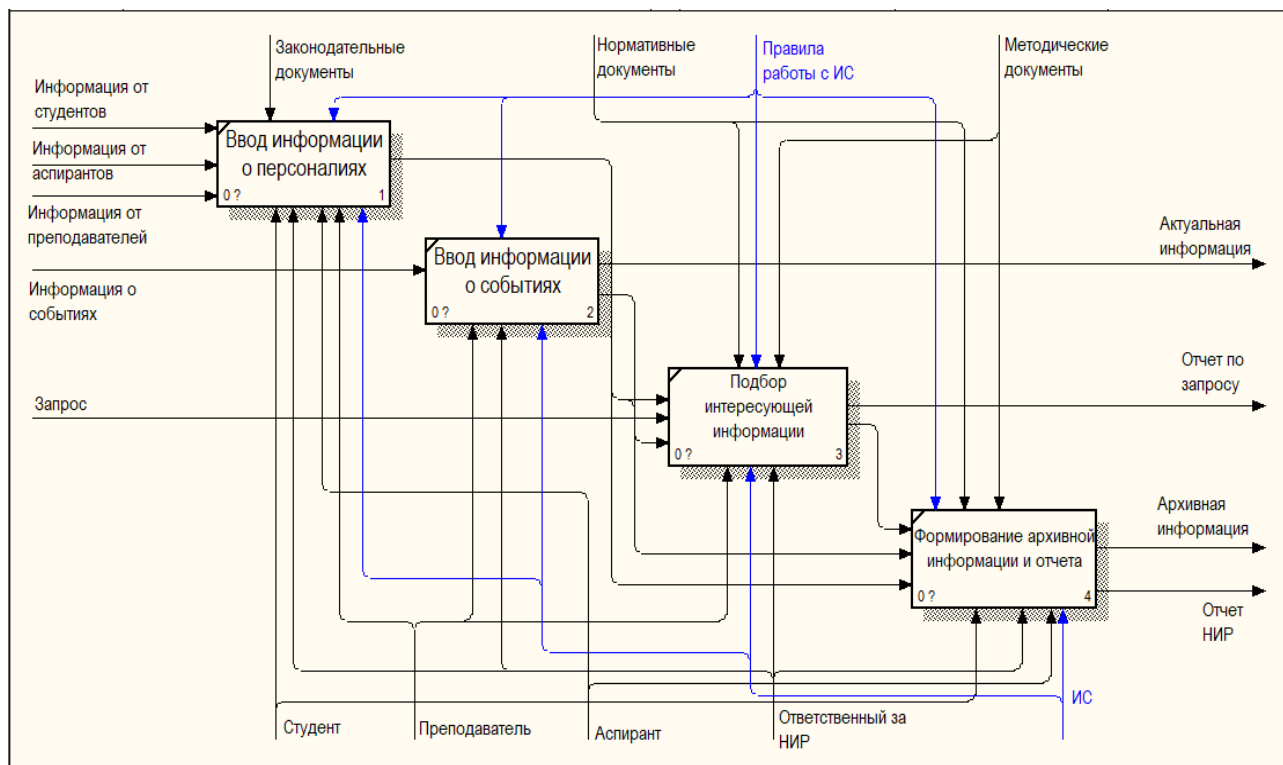 Законодательные
документы
Нормативные
документы
Правила
работы с ИС
Методические
документы
Информация от
студентов
Информация от
аспирантов
Информация от
преподавателей
Ввод информации
о персоналиях
0 ?
1
Информация о
событиях
Ввод информации
о событиях
0 ?
2
Актуальная
информация
Запрос
Подбор
интересующей
информации
0 ?
3
Отчет по
запросу
Формирование архивной
информации и отчета
0 ?
4
Архивная
информация
Отчет
НИР
Студент
Преподаватель
Аспирант
Ответственный за
НИР
ИС